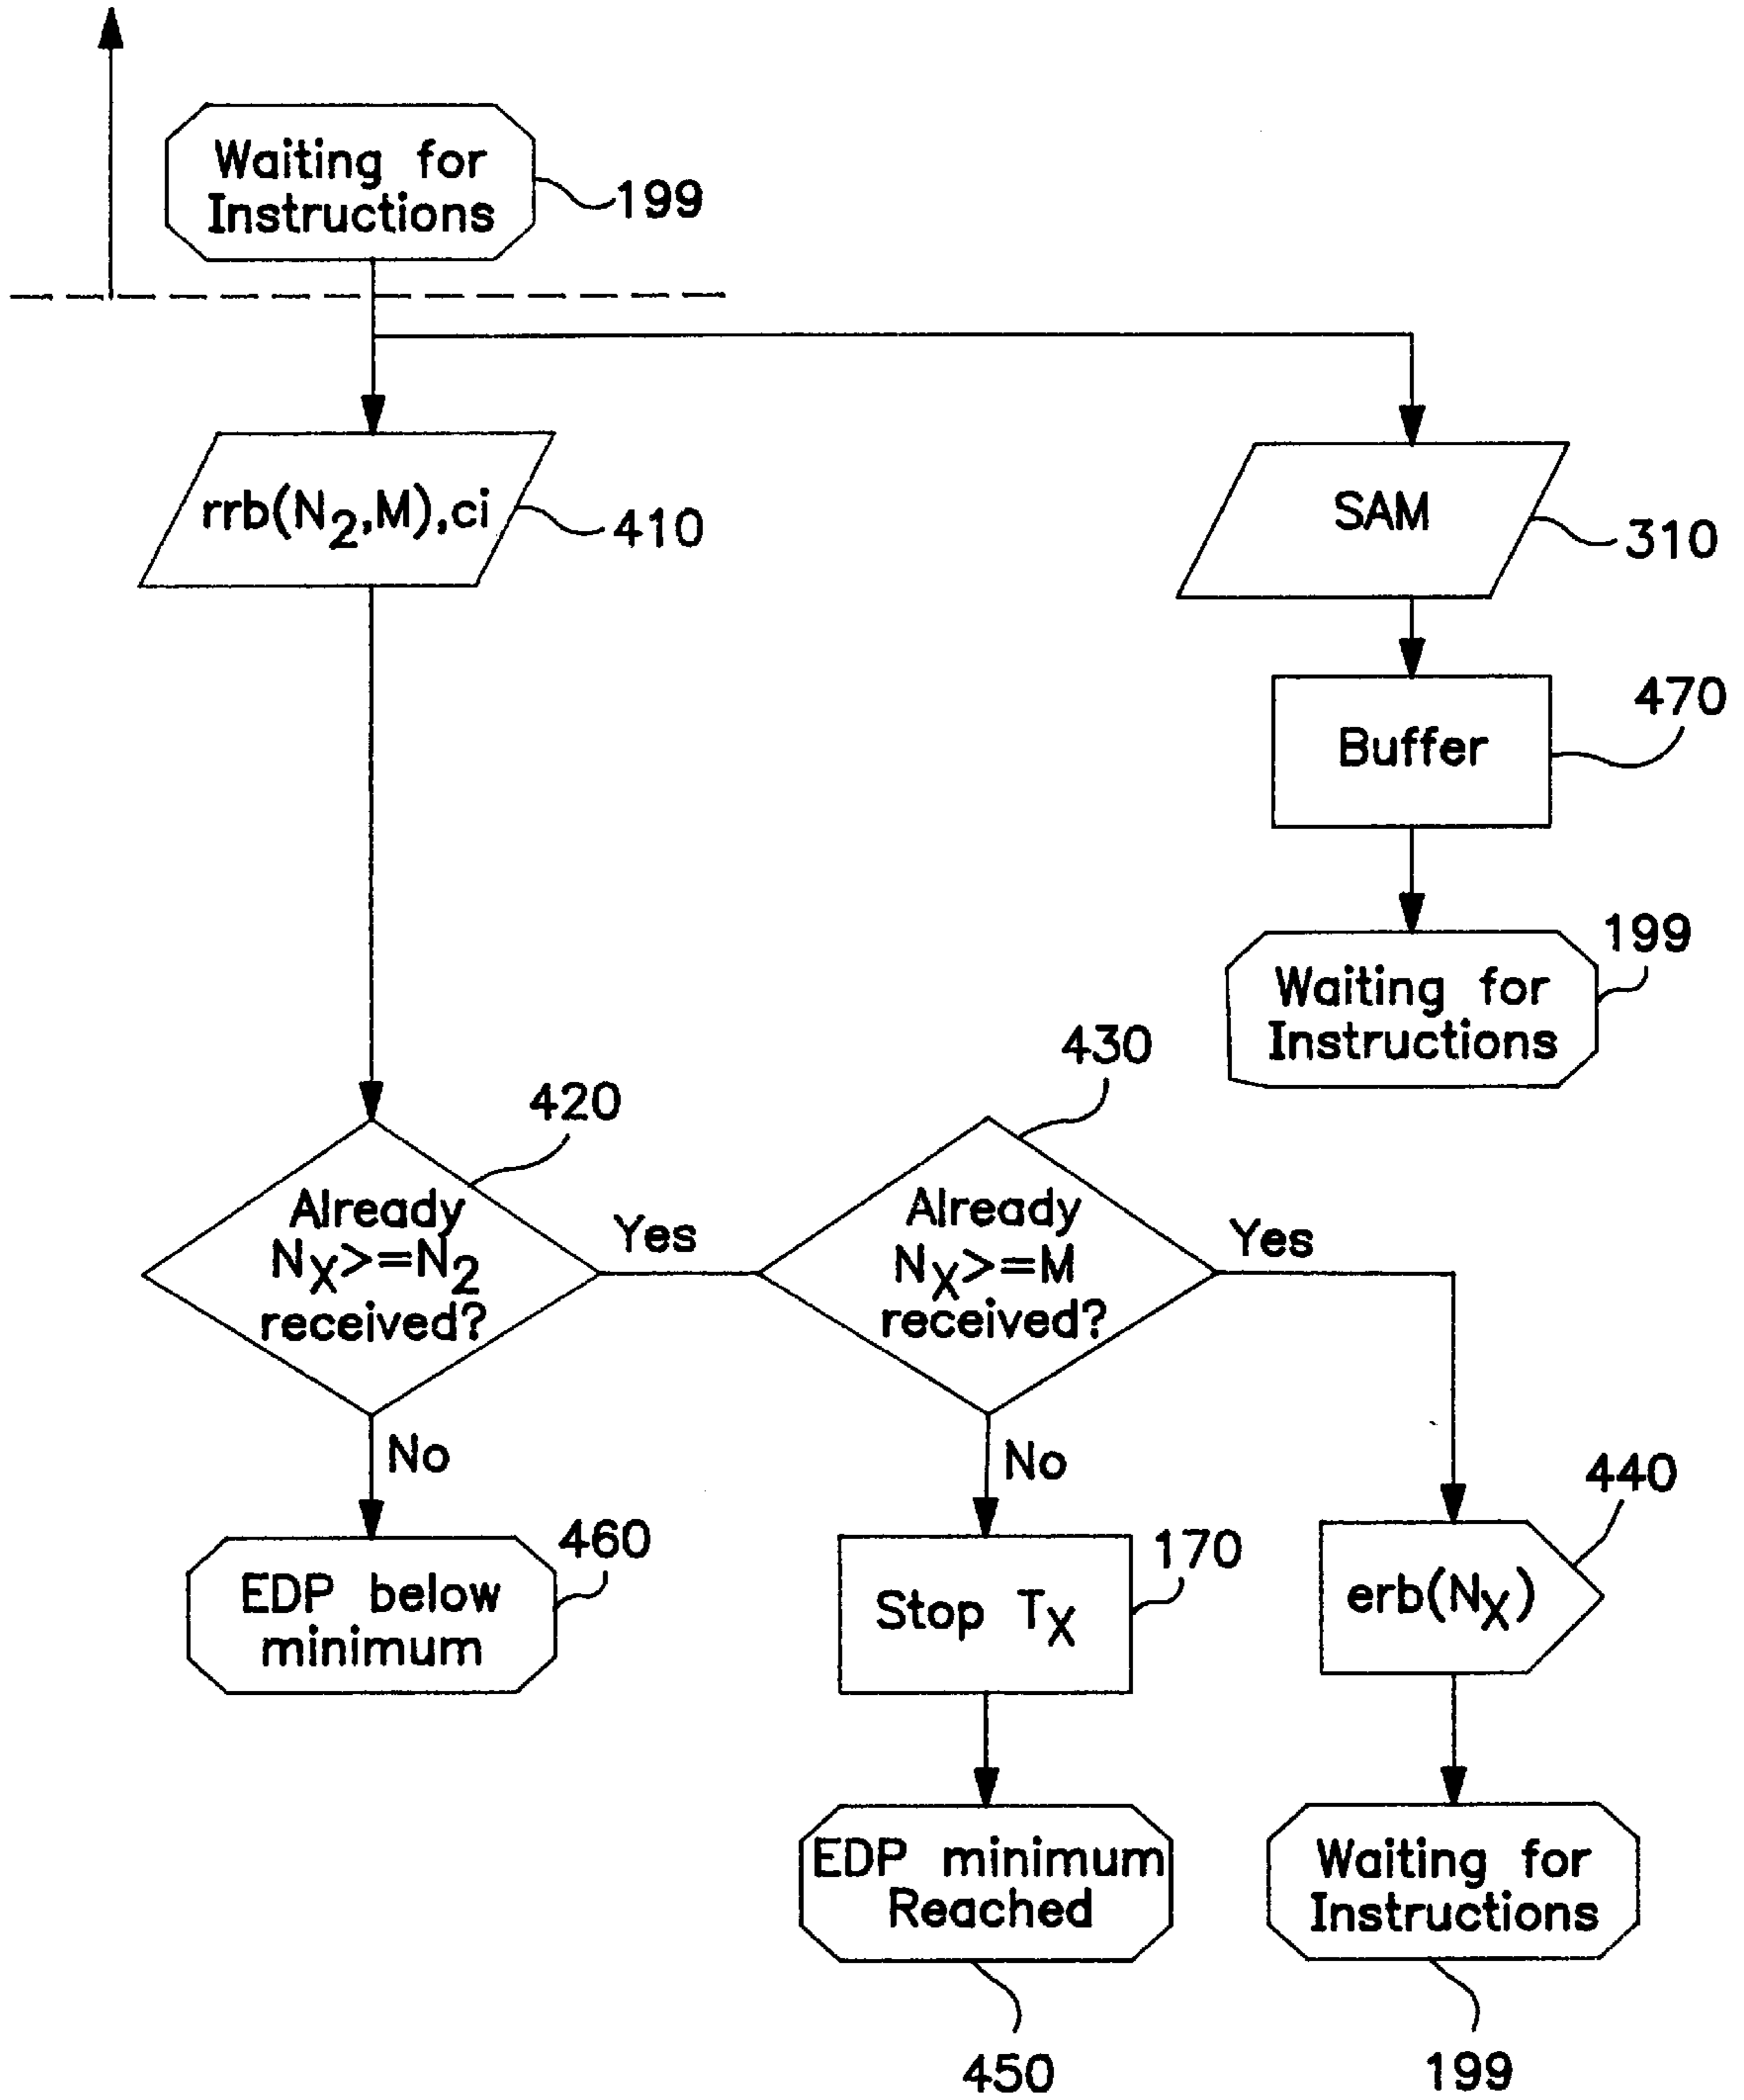 Waiting for
Instructions
199
rrb(N2,M),ci
410
SAM
310
Buffer
470
Waiting for
Instructions
199
Already
NX>=N2
received?
420
Yes
Already
NX>=M
received?
430
Yes
No
No
EDP below
minimum
460
Stop TX
170
erb(NX)
440
EDP minimum
Reached
450
Waiting for
Instructions
199